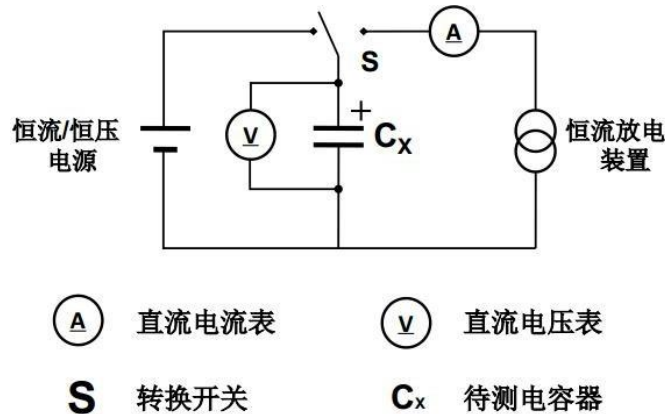 S
A
恒流/恒压
电源
V
+
Cx
恒流放电
装置
A 直流电流表
V 直流电压表
S 转换开关
Cx 待测电容器